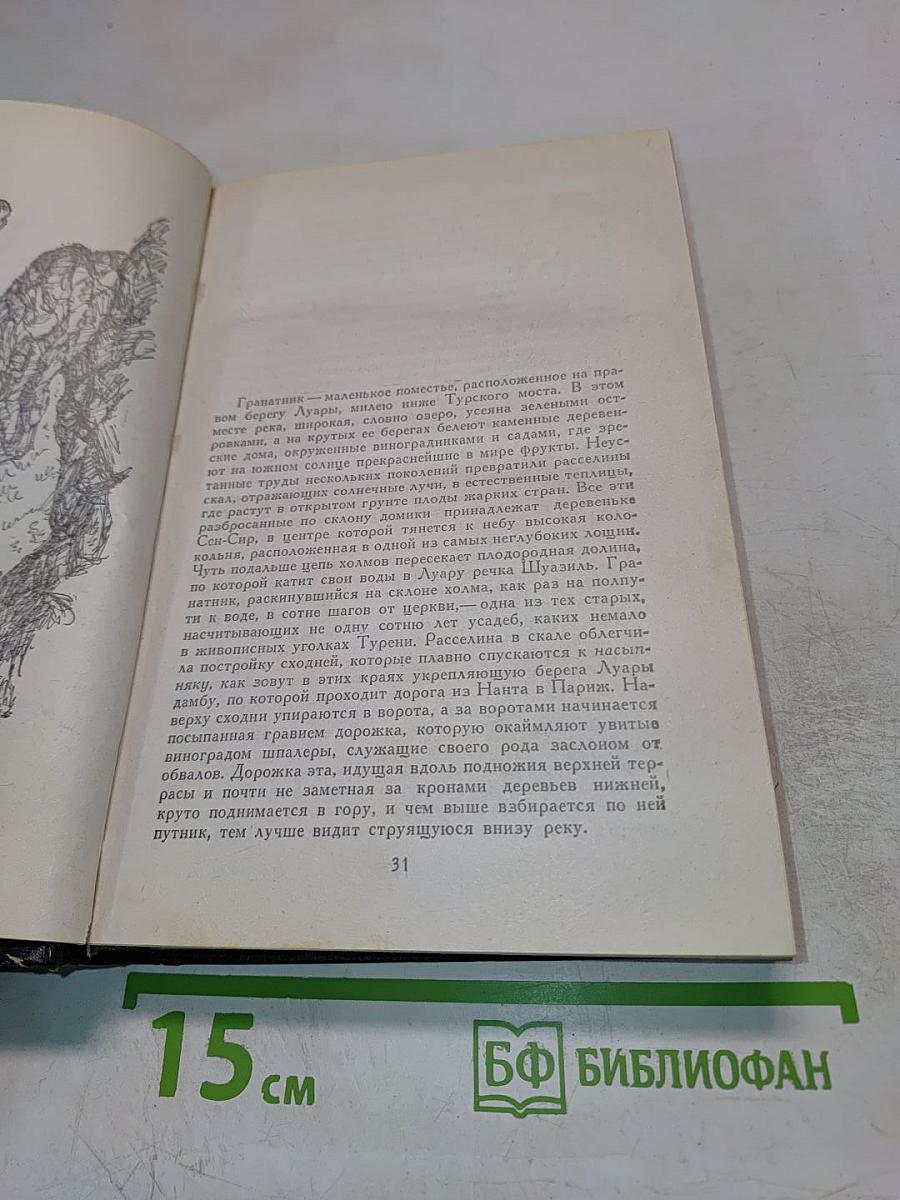 Гранатник — маленькое поместье, расположенное на пра-
вом берегу Луары, милею ниже Турского моста. В этом
месте река, широкая, словно озеро, усеяна зелеными ост-
ровками, а на крутых ее берегах белеют каменные деревен-
ские дома, окруженные виноградниками и садами, где зре-
ют на южном солнце прекраснейшие в мире фрукты. Неус-
танные труды нескольких поколений превратили расселины
скал, отражающих солнечные лучи, в естественные теплицы,
где растут в открытом грунте плоды жарких стран. Все эти
разбросанные по склону домики принадлежат деревеньке
Сен-Сир, в центре которой тянется к небу высокая коло-
кольня, расположенная в одной из самых неглубоких лощин.
Чуть подальше цепь холмов пересекает плодородная долина,
по которой катит свои воды в Луару речка Шуазиль. Гра-
натник, раскинувшийся на склоне холма, как раз на полпу-
ти к воде, в сотне шагов от церкви,— одна из тех старых,
насчитывающих не одну сотню лет усадеб, каких немало
в живописных уголках Турени. Расселина в скале облегчи-
ла постройку сходней, которые плавно спускаются к насып-
няку, как зовут в этих краях укрепляющую берега Луары
дамбу, по которой проходит дорога из Нанта в Париж. На-
верху сходни упираются в ворота, а за воротами начинается
посыпанная гравием дорожка, которую окаймляют увитые
виноградом шпалеры, служащие своего рода заслоном от
обвалов. Дорожка эта, идущая вдоль подножия верхней тер-
расы и почти не заметная за кронами деревьев нижней,
круто поднимается в гору, и чем выше взбирается по ней
путник, тем лучше видит струящуюся внизу реку.
31
15 см
БФ БИБЛИОФАН